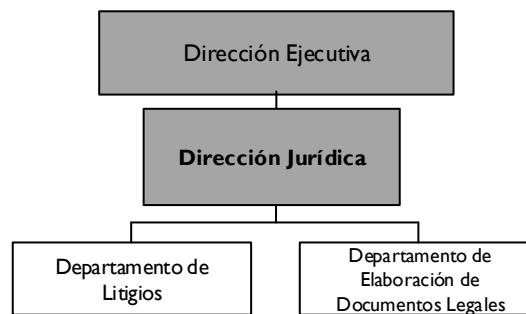 Dirección Ejecutiva
Dirección Jurídica
Departamento de
Litigios
Departamento de
Elaboración de
Documentos Legales